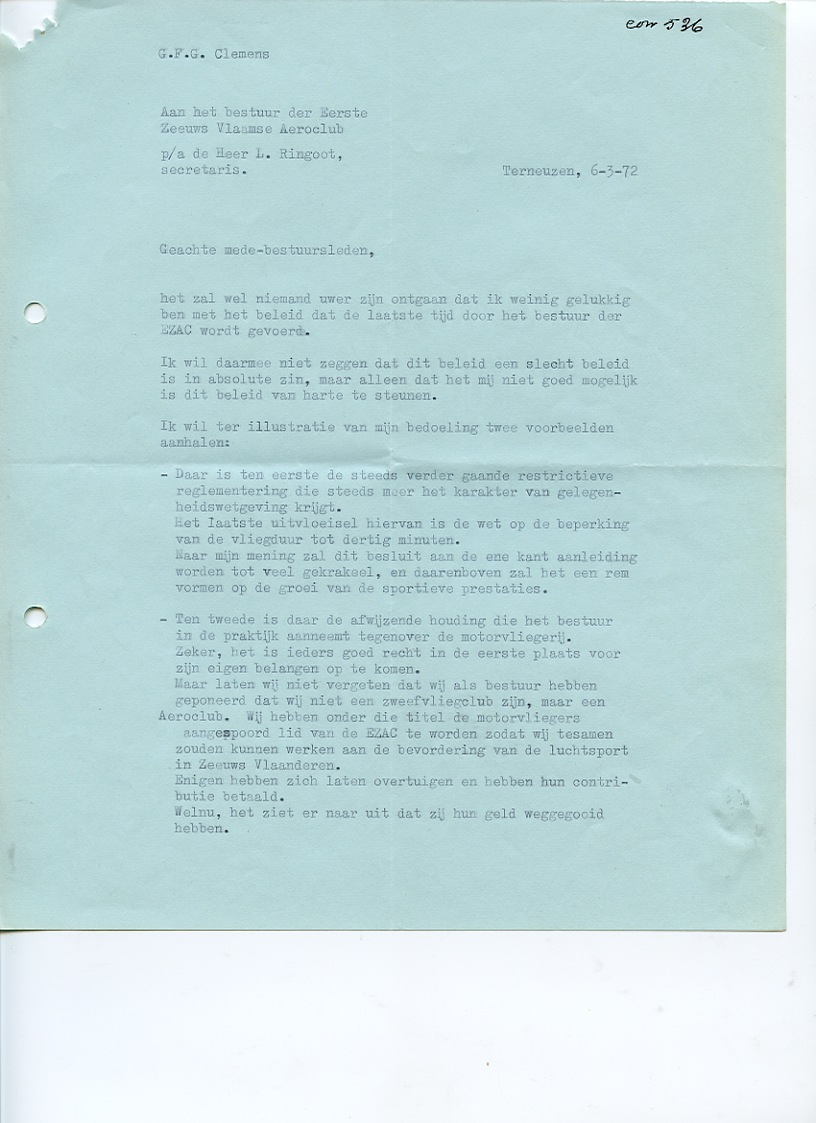 corr 536
G.F.G. Clemens
Aan het bestuur der Eerste
Zeeuws Vlaamse Aeroclub
p/a de Heer L. Ringoot,
secretaris.
Terneuzen, 6-3-72
Geachte mede-bestuursleden,
het zal wel niemand uwer zijn ontgaan dat ik weinig gelukkig
ben met het beleid dat de laatste tijd door het bestuur der
EZAC wordt gevoerd.
Ik wil daarmee niet zeggen dat dit beleid een slecht beleid
is in absolute zin, maar alleen dat het mij niet goed mogelijk
is dit beleid van harte te steunen.
Ik wil ter illustratie van mijn bedoeling twee voorbeelden
aanhalen:
- Daar is ten eerste de steeds verder gaande restrictieve
reglementering die steeds meer het karakter van gelegen-
heidswetgeving krijgt.
Het laatste uitvloeisel hiervan is de wet op de beperking
van de vliegduur tot dertig minuten.
Naar mijn mening zal dit besluit aan de ene kant aanleiding
worden tot veel gekrakeel, en daarenboven zal het een rem
vormen op de groei van de sportieve prestaties.
- Ten tweede is daar de afwijzende houding die het bestuur
in de praktijk aanneemt tegenover de motorvliegerij.
Zeker, het is ieders goed recht in de eerste plaats voor
zijn eigen belangen op te komen.
Maar laten wij niet vergeten dat wij als bestuur hebben
geponeerd dat wij niet een zweefvliegclub zijn, maar een
Aeroclub. Wij hebben onder die titel de motorvliegers
aangespoord lid van de EZAC te worden zodat wij tesamen
zouden kunnen werken aan de bevordering van de luchtsport
in Zeeuws Vlaanderen.
Enigen hebben zich laten overtuigen en hebben hun contri-
butie betaald.
Welnu, het ziet er naar uit dat zij hun geld weggegooid
hebben.